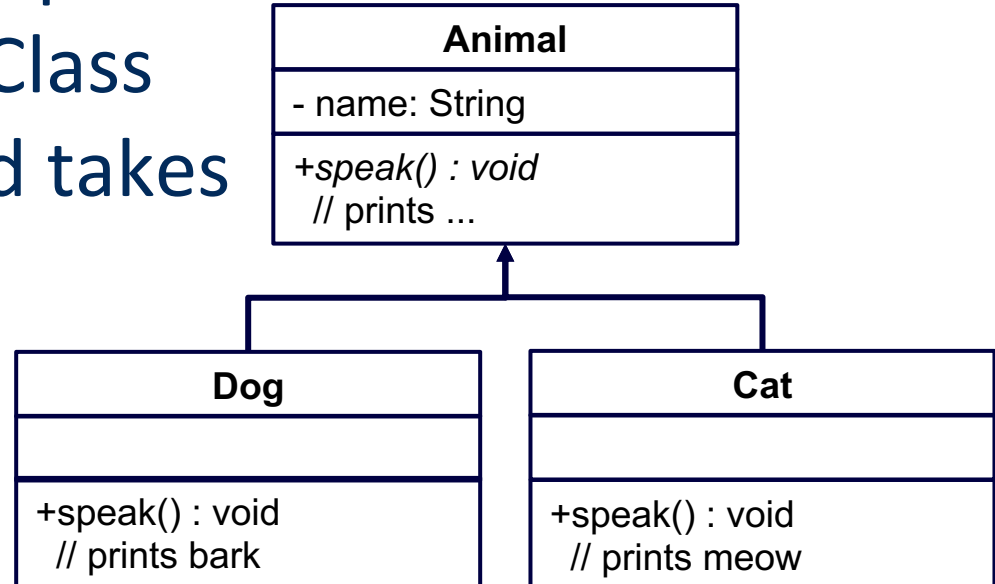 Class
d takes
Animal
- name: String
+speak() : void
// prints ...
Dog
+speak() : void
// prints bark
Cat
+speak() : void
// prints meow